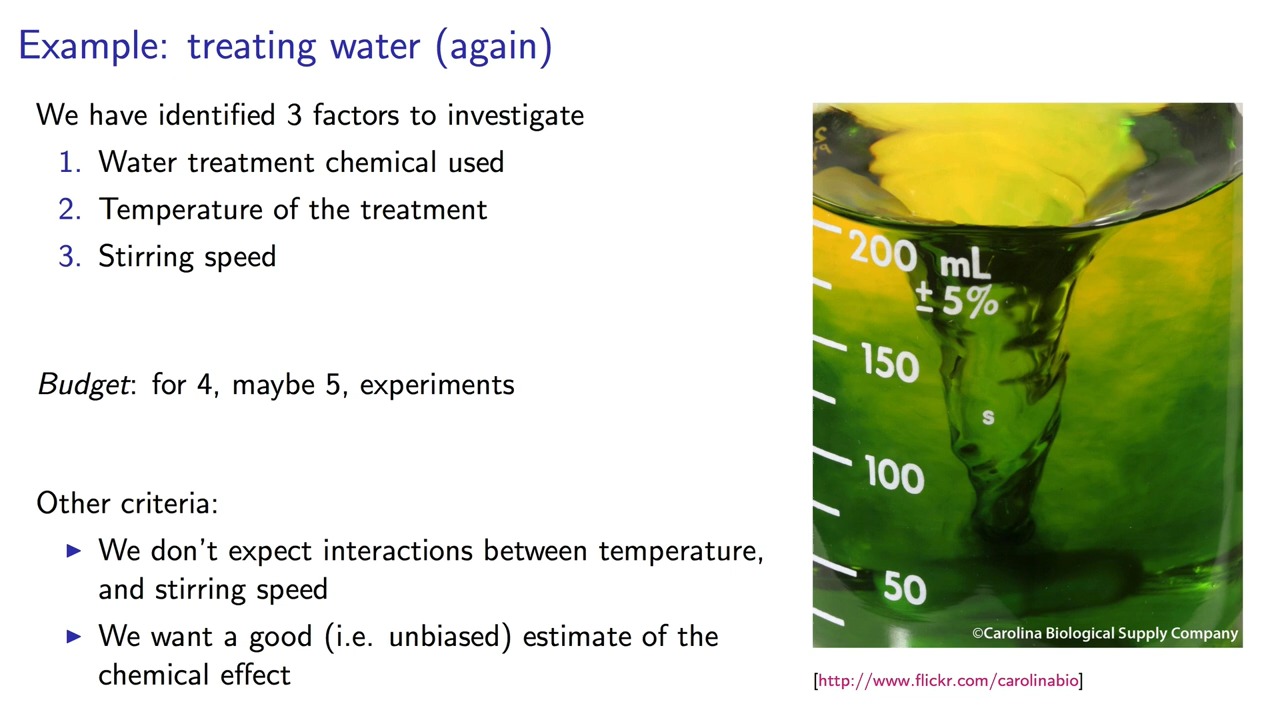 Example: treating water (again)
We have identified 3 factors to investigate
1. Water treatment chemical used
2. Temperature of the treatment
3. Stirring speed
Budget: for 4, maybe 5, experiments
Other criteria:
▶ We don't expect interactions between temperature,
and stirring speed
▶ We want a good (i.e. unbiased) estimate of the
chemical effect
200 mL
± 5%
150
s
100
50
©Carolina Biological Supply Company
[http://www.flickr.com/carolinabio]